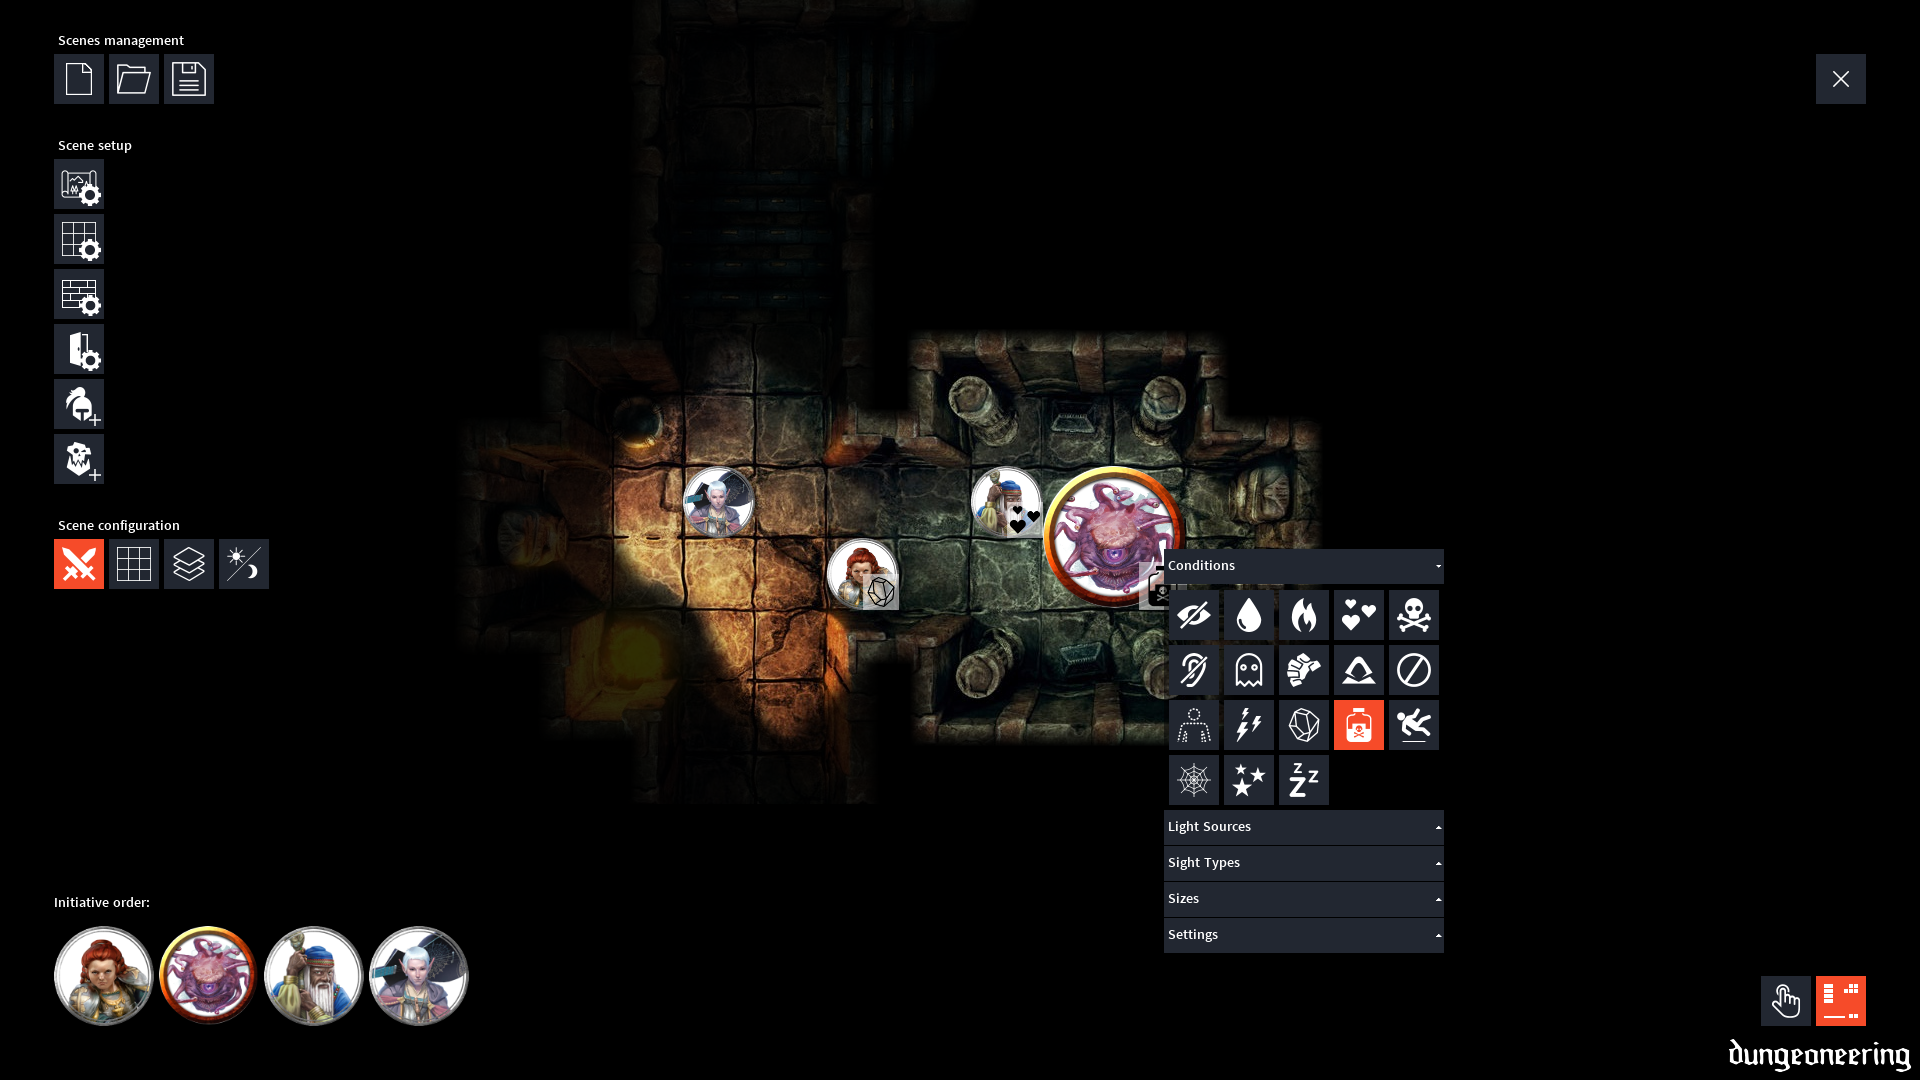 Scenes management
Scene setup
Scene configuration
Conditions
z z
Z
Light Sources
Sight Types
Sizes
Settings
Initiative order:
dungeoneering